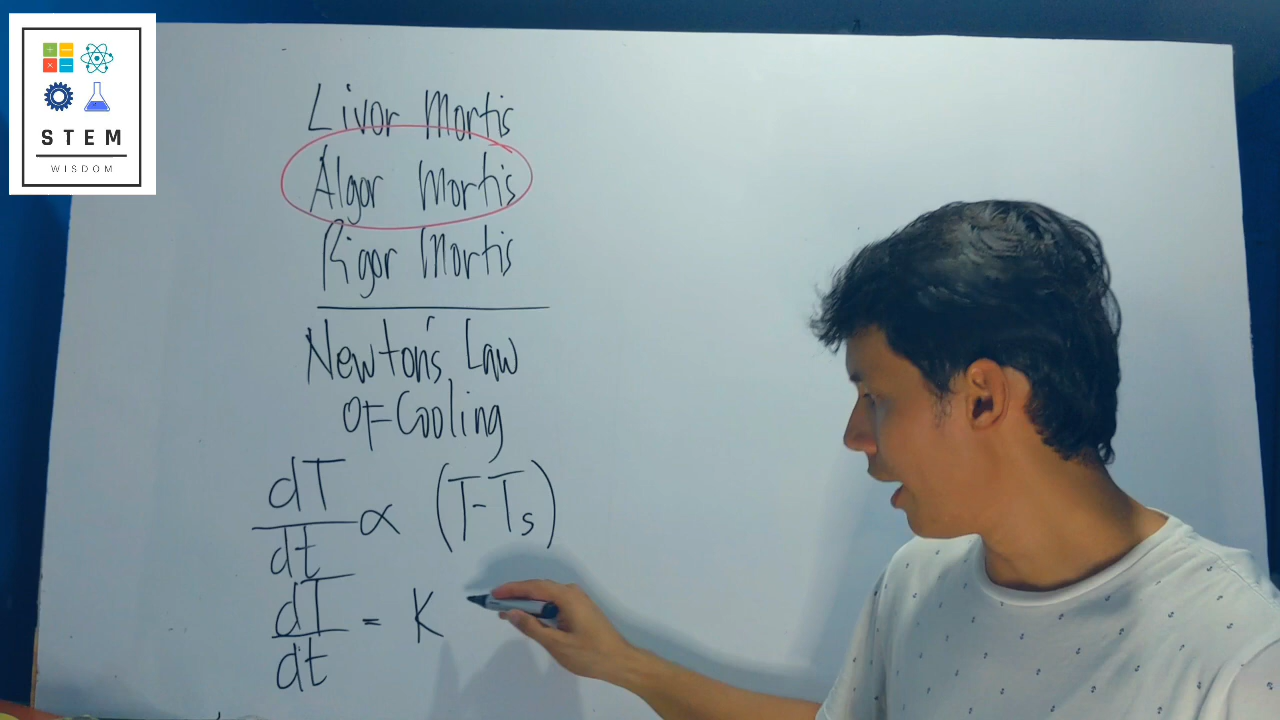 STEM
WISDOM
Livor Mortis
Algor Mortis
Rigor Mortis
Newton's Law
OF Cooling
dT/dt ∝ (T-Ts)
dT/dt = K